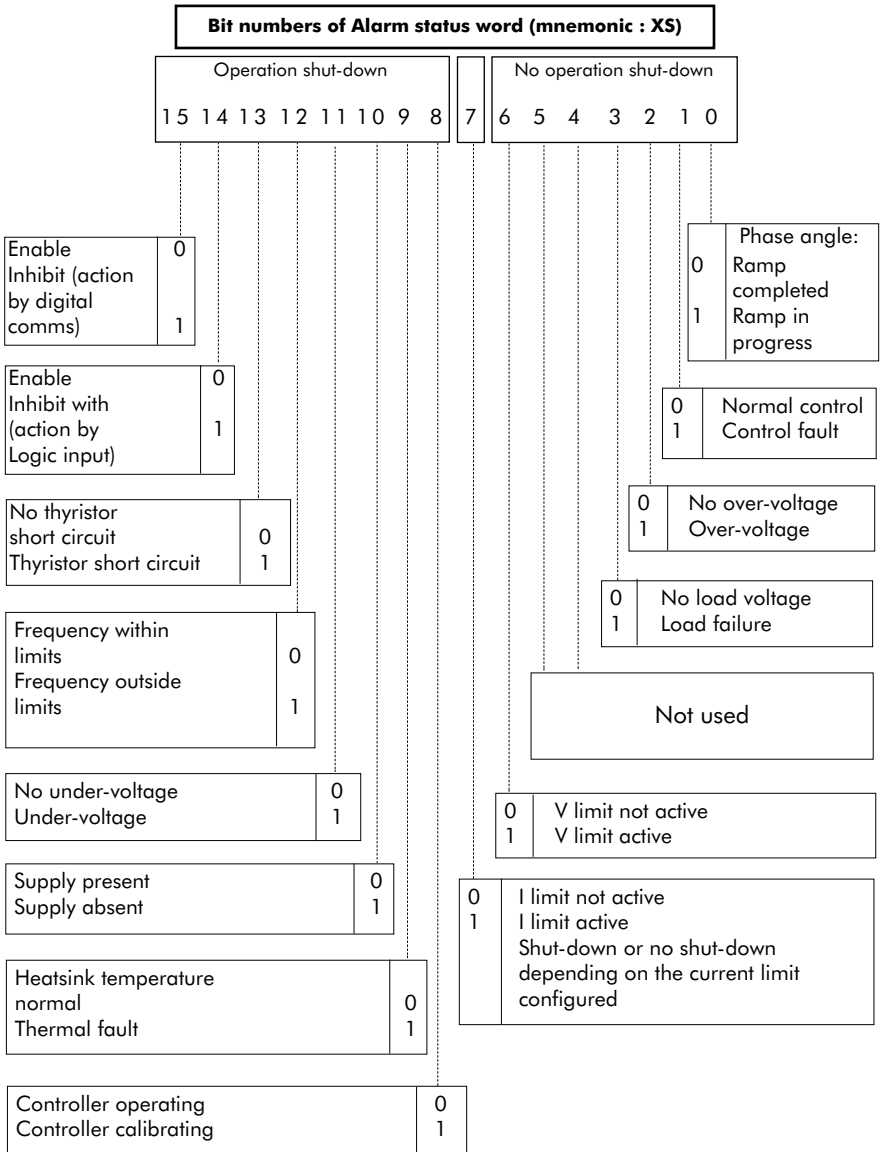 Bit numbers of Alarm status word (mnemonic : XS)
Operation shut-down
No operation shut-down
15 14 13 12 11 10 9 8 7 6 5 4 3 2 1 0
Enable 0
Inhibit (action
by digital
comms) 1
Enable 0
Inhibit with
(action by 1
Logic input)
No thyristor
short circuit 0
Thyristor short circuit 1
Frequency within
limits 0
Frequency outside
limits 1
No under-voltage 0
Under-voltage 1
Supply present 0
Supply absent 1
Heatsink temperature
normal 0
Thermal fault 1
Controller operating 0
Controller calibrating 1
Phase angle:
0 Ramp
completed
1 Ramp in
progress
0 Normal control
1 Control fault
0 No over-voltage
1 Over-voltage
0 No load voltage
1 Load failure
Not used
0 V limit not active
1 V limit active
0 I limit not active
1 I limit active
Shut-down or no shut-down
depending on the current limit
configured